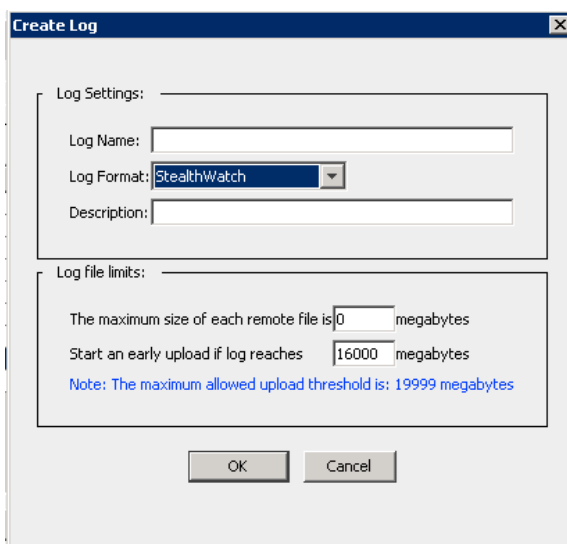 Create Log
Log Settings:
Log Name:
Log Format: StealthWatch
Description:
Log file limits:
The maximum size of each remote file is 0 megabytes
Start an early upload if log reaches 16000 megabytes
Note: The maximum allowed upload threshold is: 19999 megabytes
OK Cancel